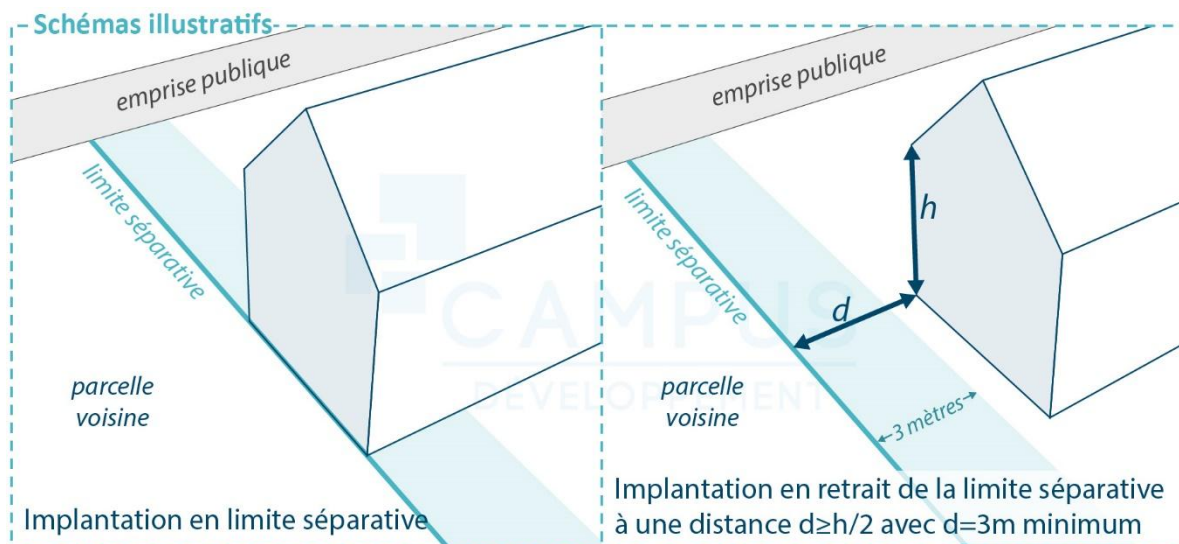 Schémas illustratifs
emprise publique
limite séparative
parcelle
voisine
Implantation en limite séparative
emprise publique
limite séparative
h
d
parcelle
voisine
3 mètres
Implantation en retrait de la limite séparative
à une distance d≥h/2 avec d=3m minimum
CAMPUS
DÉVELOPPEMENT